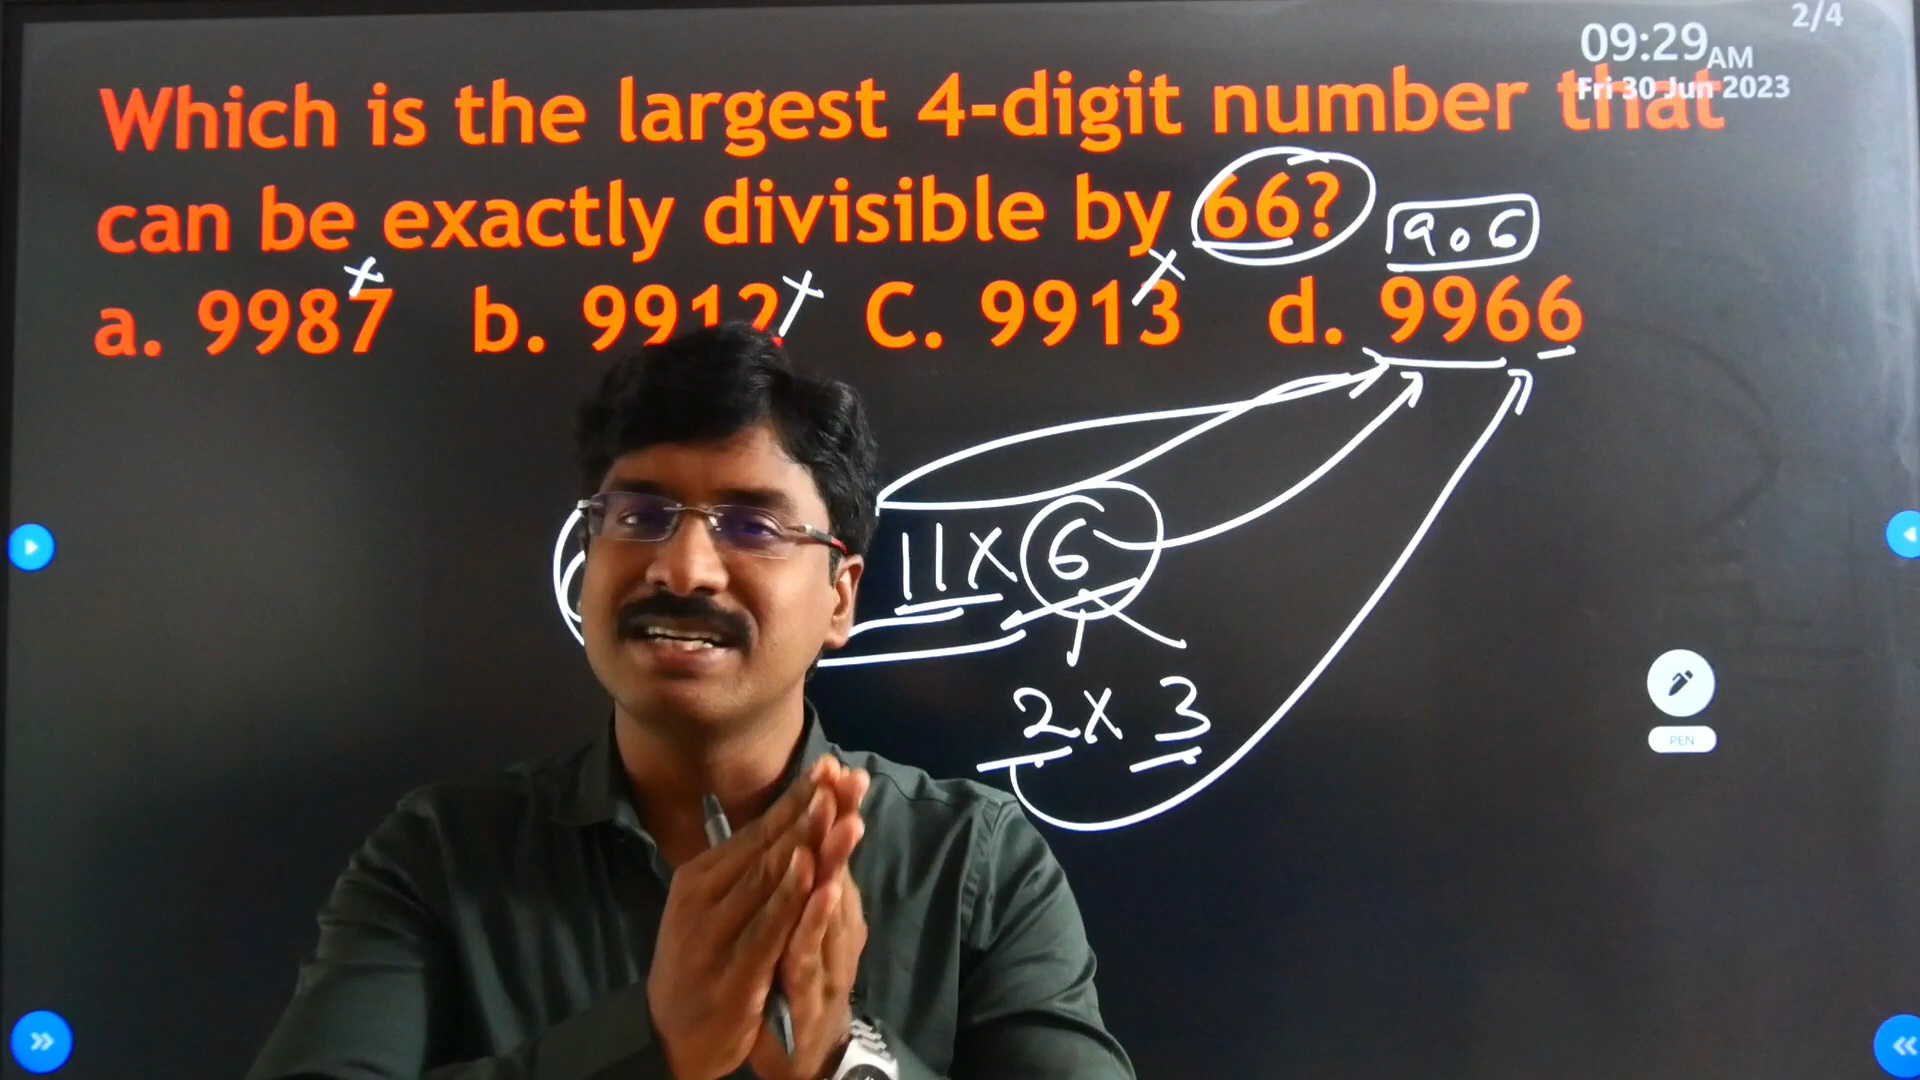 2/4
09:29AM
Fri 30 Jun 2023
Which is the largest 4-digit number that
can be exactly divisible by 66?
906
a. 9987 b. 9912 C. 9913 d. 9966
11x6
2x3
PEN